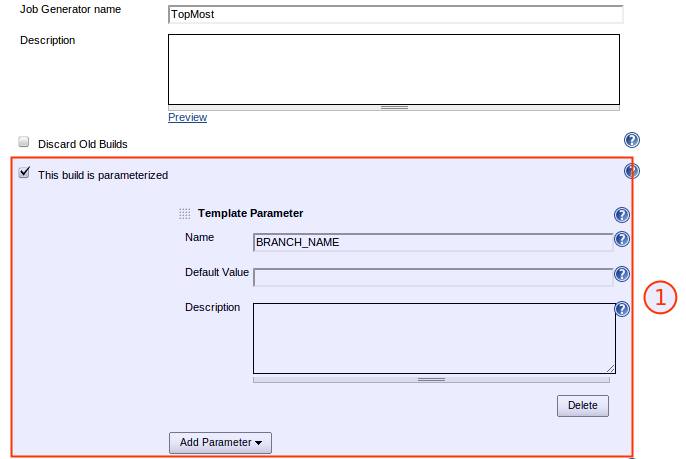 Job Generator name
TopMost
Description
Preview
Discard Old Builds
This build is parameterized
Template Parameter
Name
BRANCH_NAME
Default Value
Description
1
Delete
Add Parameter